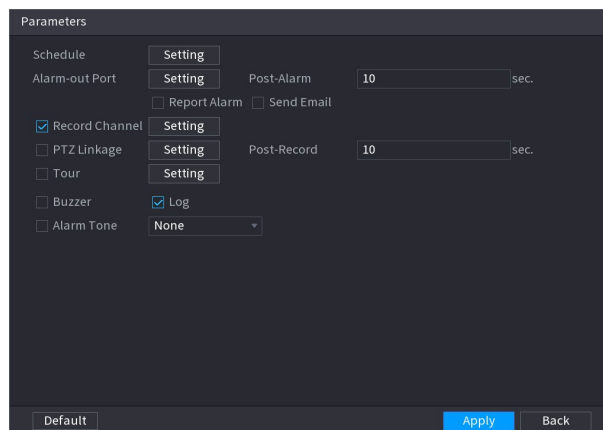 Parameters
Schedule Setting
Alarm-out Port Setting Post-Alarm 10 sec.
Report Alarm Send Email
Record Channel Setting
PTZ Linkage Setting Post-Record 10 sec.
Tour Setting
Buzzer Log
Alarm Tone None
Default Apply Back